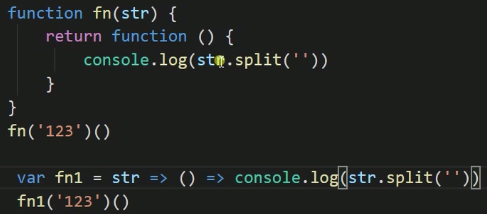 function fn(str) {
    return function () {
        console.log(str.split(''))
    }
}
fn('123')()
var fn1 = str => () => console.log(str.split(''))
fn1('123')()